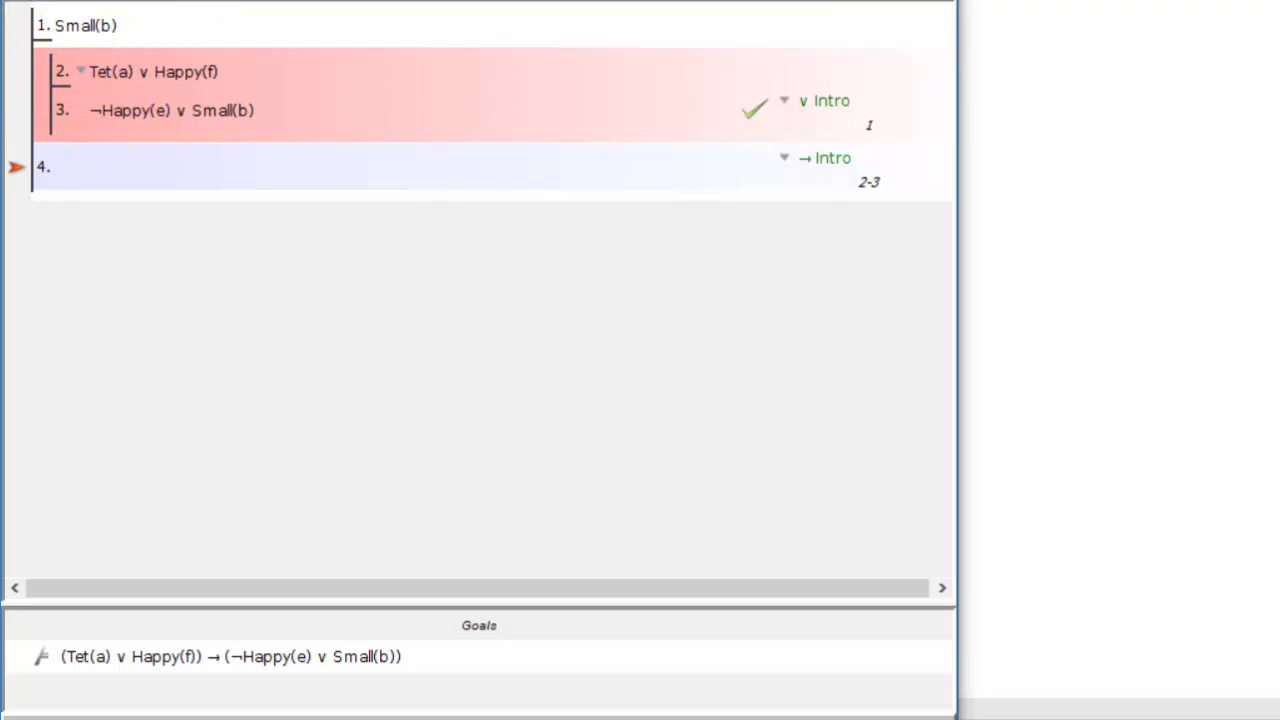 1. Small(b)
2. Tet(a) ∨ Happy(f)
3. ¬Happy(e) ∨ Small(b) ∨ Intro
1
4. → Intro
2-3
Goals
(Tet(a) ∨ Happy(f)) → (¬Happy(e) ∨ Small(b))